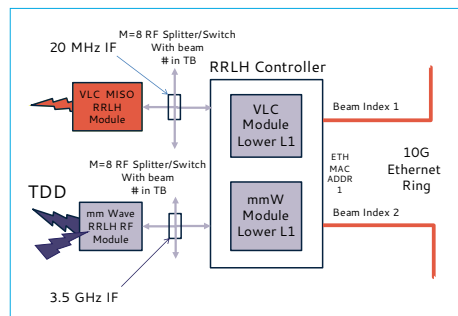 M=8 RF Splitter/Switch
With beam
# in TB
20 MHz IF
RRLH Controller
VLC MISO
RRLH
Module
VLC
Module
Lower L1
Beam Index 1
M=8 RF Splitter/Switch
With beam
# in TB
ETH
MAC
ADDR
1
10G
Ethernet
Ring
TDD
mm Wave
RRLH RF
Module
mmW
Module
Lower L1
Beam Index 2
3.5 GHz IF